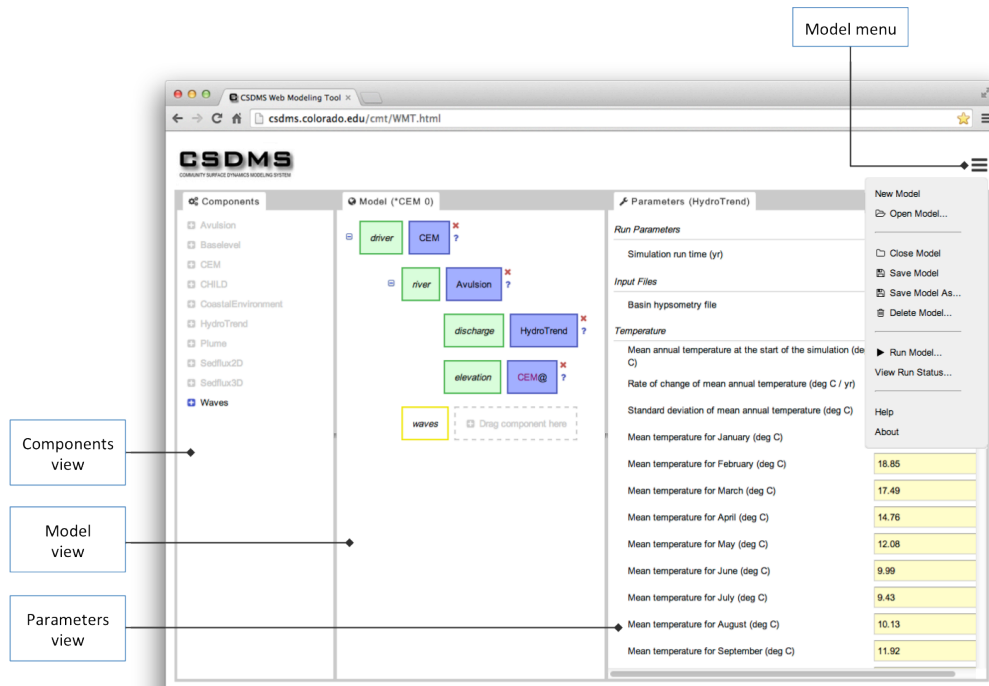 Model menu
CSDMS Web Modeling Tool ×
csdms.colorado.edu/cmt/WMT.html
CSDMS
COMMUNITY SURFACE DYNAMICS MODELING SYSTEM
Components
Avulsion
Baselevel
CEM
CHILD
CoastalEnvironment
HydroTrend
Plume
Sedflux2D
Sedflux3D
Waves
Model (*CEM 0)
driver CEM ?
river Avulsion ?
discharge HydroTrend ?
elevation CEM@ ?
waves Drag component here
Parameters (HydroTrend)
Run Parameters
Simulation run time (yr)
Input Files
Basin hypsometry file
Temperature
Mean annual temperature at the start of the simulation (de
C)
Rate of change of mean annual temperature (deg C / yr)
Standard deviation of mean annual temperature (deg C)
Mean temperature for January (deg C)
Mean temperature for February (deg C) 18.85
Mean temperature for March (deg C) 17.49
Mean temperature for April (deg C) 14.76
Mean temperature for May (deg C) 12.08
Mean temperature for June (deg C) 9.99
Mean temperature for July (deg C) 9.43
Mean temperature for August (deg C) 10.13
Mean temperature for September (deg C) 11.92
New Model
Open Model...
Close Model
Save Model
Save Model As...
Delete Model...
Run Model...
View Run Status...
Help
About
Components
view
Model
view
Parameters
view